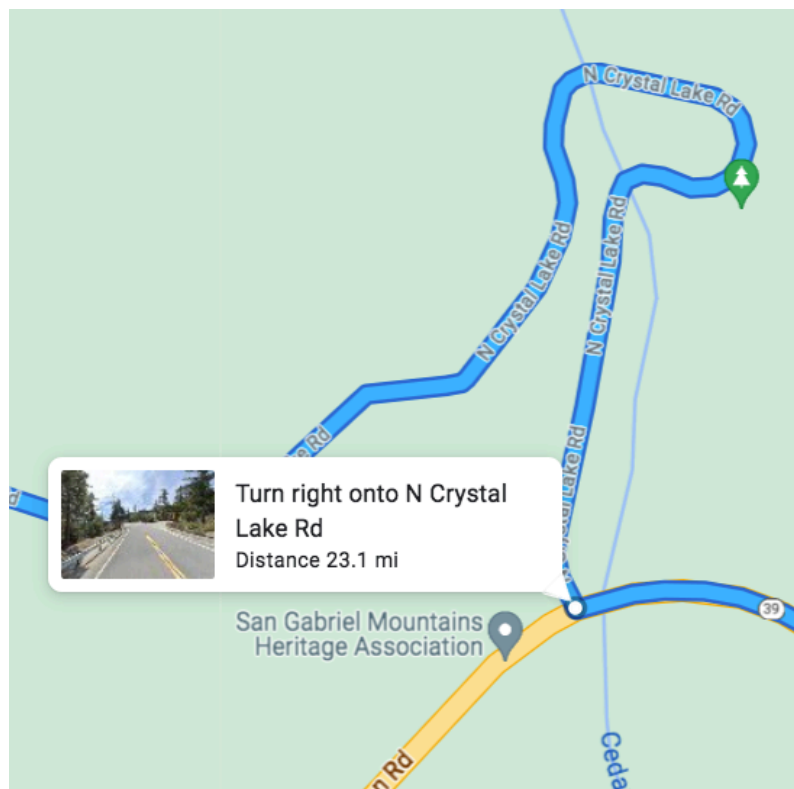 N Crystal Lake Rd
N Crystal Lake Rd
N Crystal Lake Rd
e Rd
Turn right onto N Crystal
Lake Rd
Distance 23.1 mi
Lake Rd
39
San Gabriel Mountains
Heritage Association
n Rd
Ceda